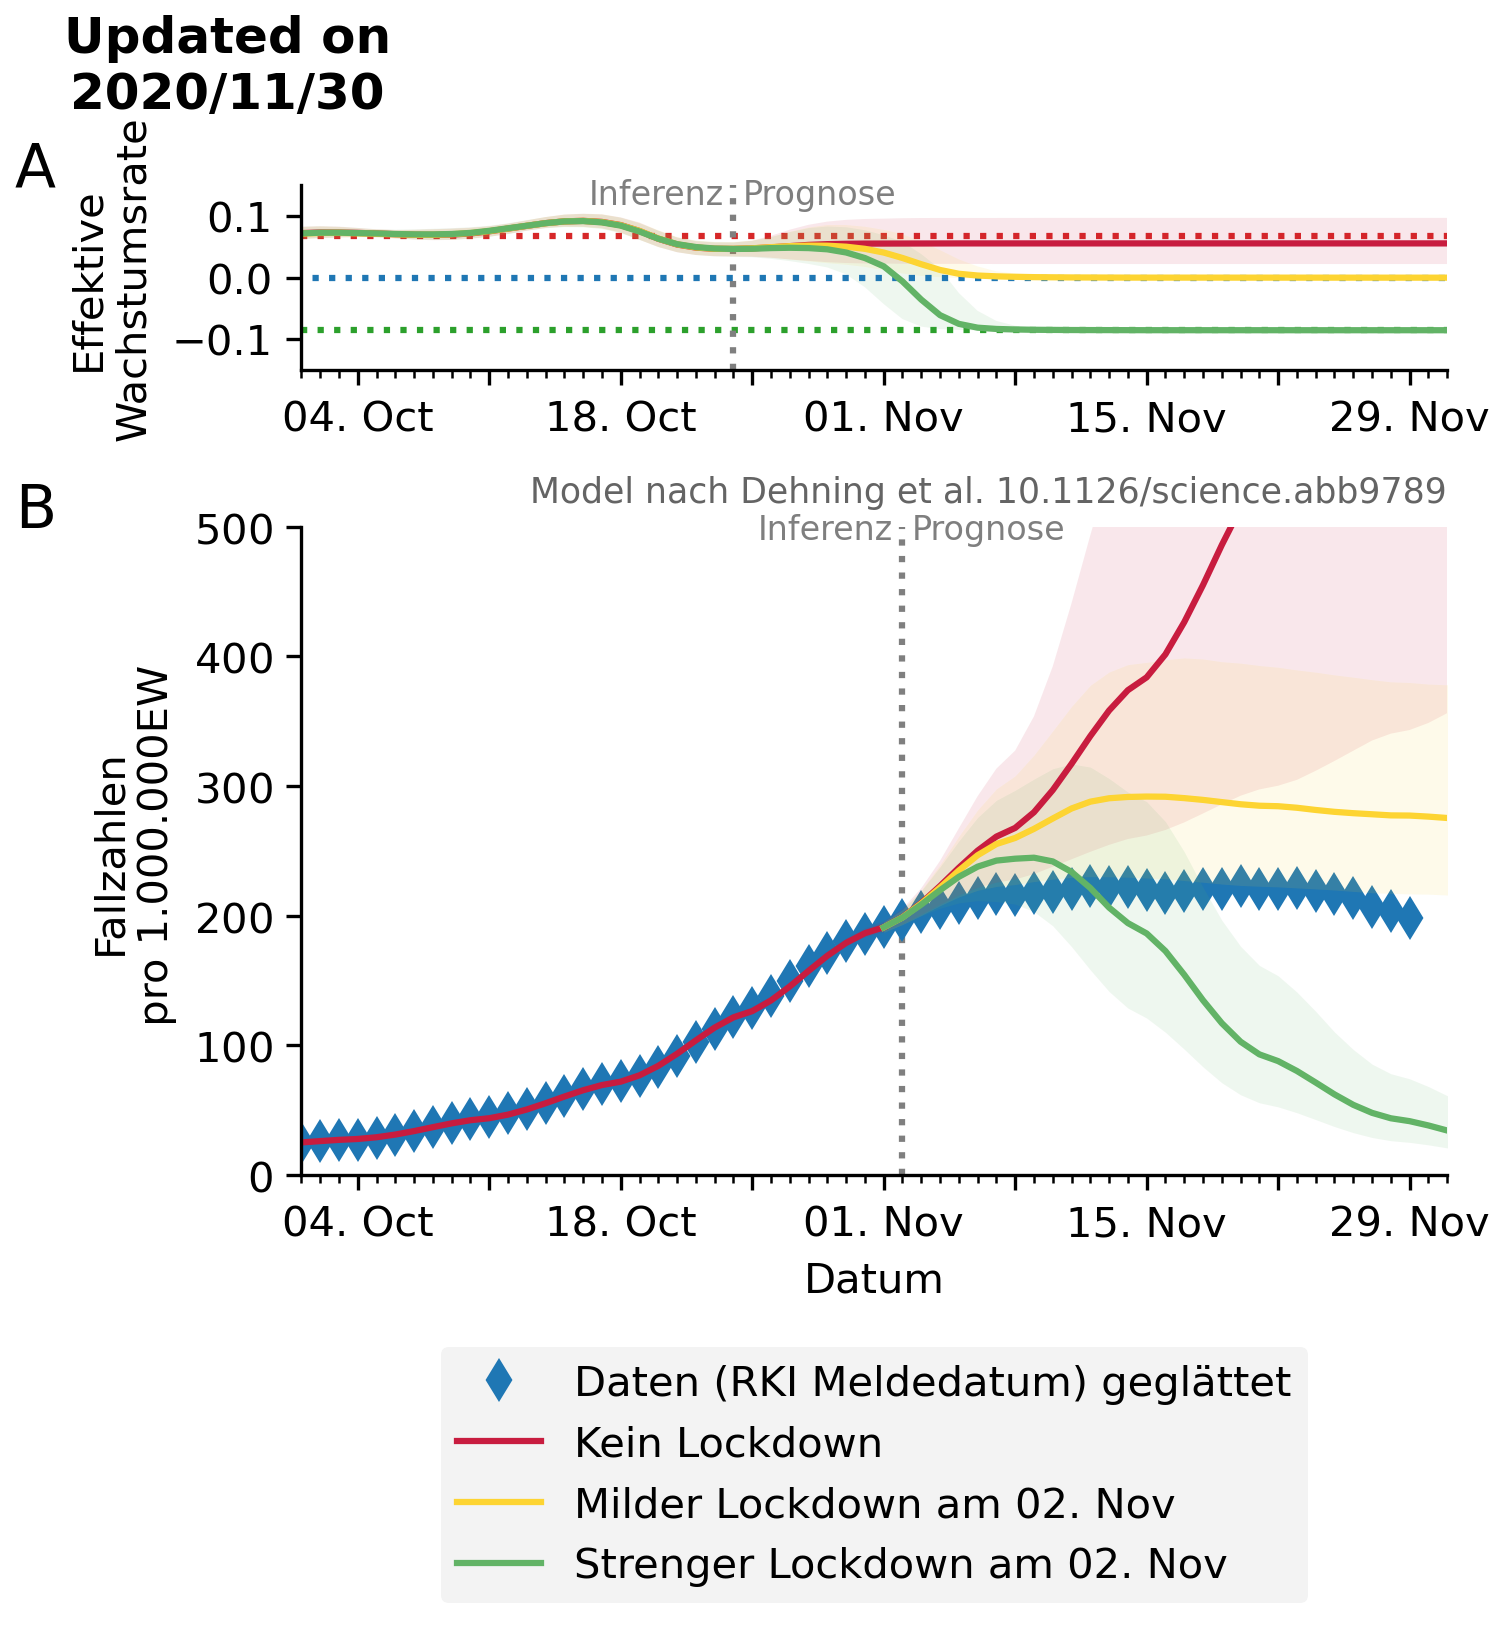 Updated on
2020/11/30
A
Effektive
Wachstumsrate
Inferenz
Prognose
0.1
0.0
−0.1
04. Oct
18. Oct
01. Nov
15. Nov
29. Nov
B
Model nach Dehning et al. 10.1126/science.abb9789
Inferenz
Prognose
Fallzahlen
pro 1.000.000EW
500
400
300
200
100
0
04. Oct
18. Oct
01. Nov
15. Nov
29. Nov
Datum
Daten (RKI Meldedatum) geglättet
Kein Lockdown
Milder Lockdown am 02. Nov
Strenger Lockdown am 02. Nov